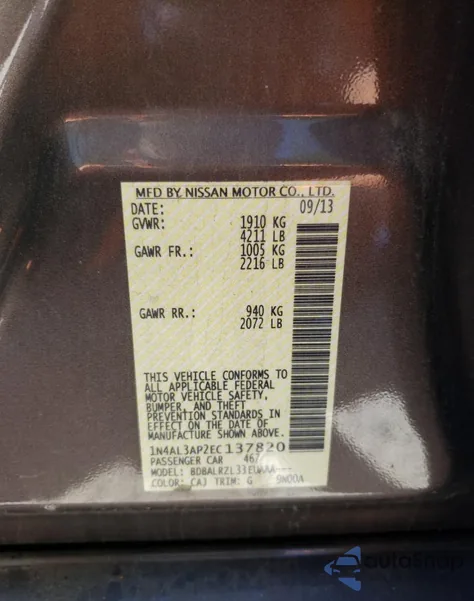 MFD BY NISSAN MOTOR CO., LTD.
DATE: 09/13
GVWR: 1910 KG
4211 LB
GAWR FR.: 1005 KG
2216 LB
GAWR RR.: 940 KG
2072 LB
THIS VEHICLE CONFORMS TO
ALL APPLICABLE FEDERAL
MOTOR VEHICLE SAFETY,
BUMPER, AND THEFT
PREVENTION STANDARDS IN
EFFECT ON THE DATE OF
MANUFACTURE SHOWN ABOVE.
1N4AL3AP2EC137820
PASSENGER CAR
MODEL:
COLOR: CAJ TRIM: G
autoSnap